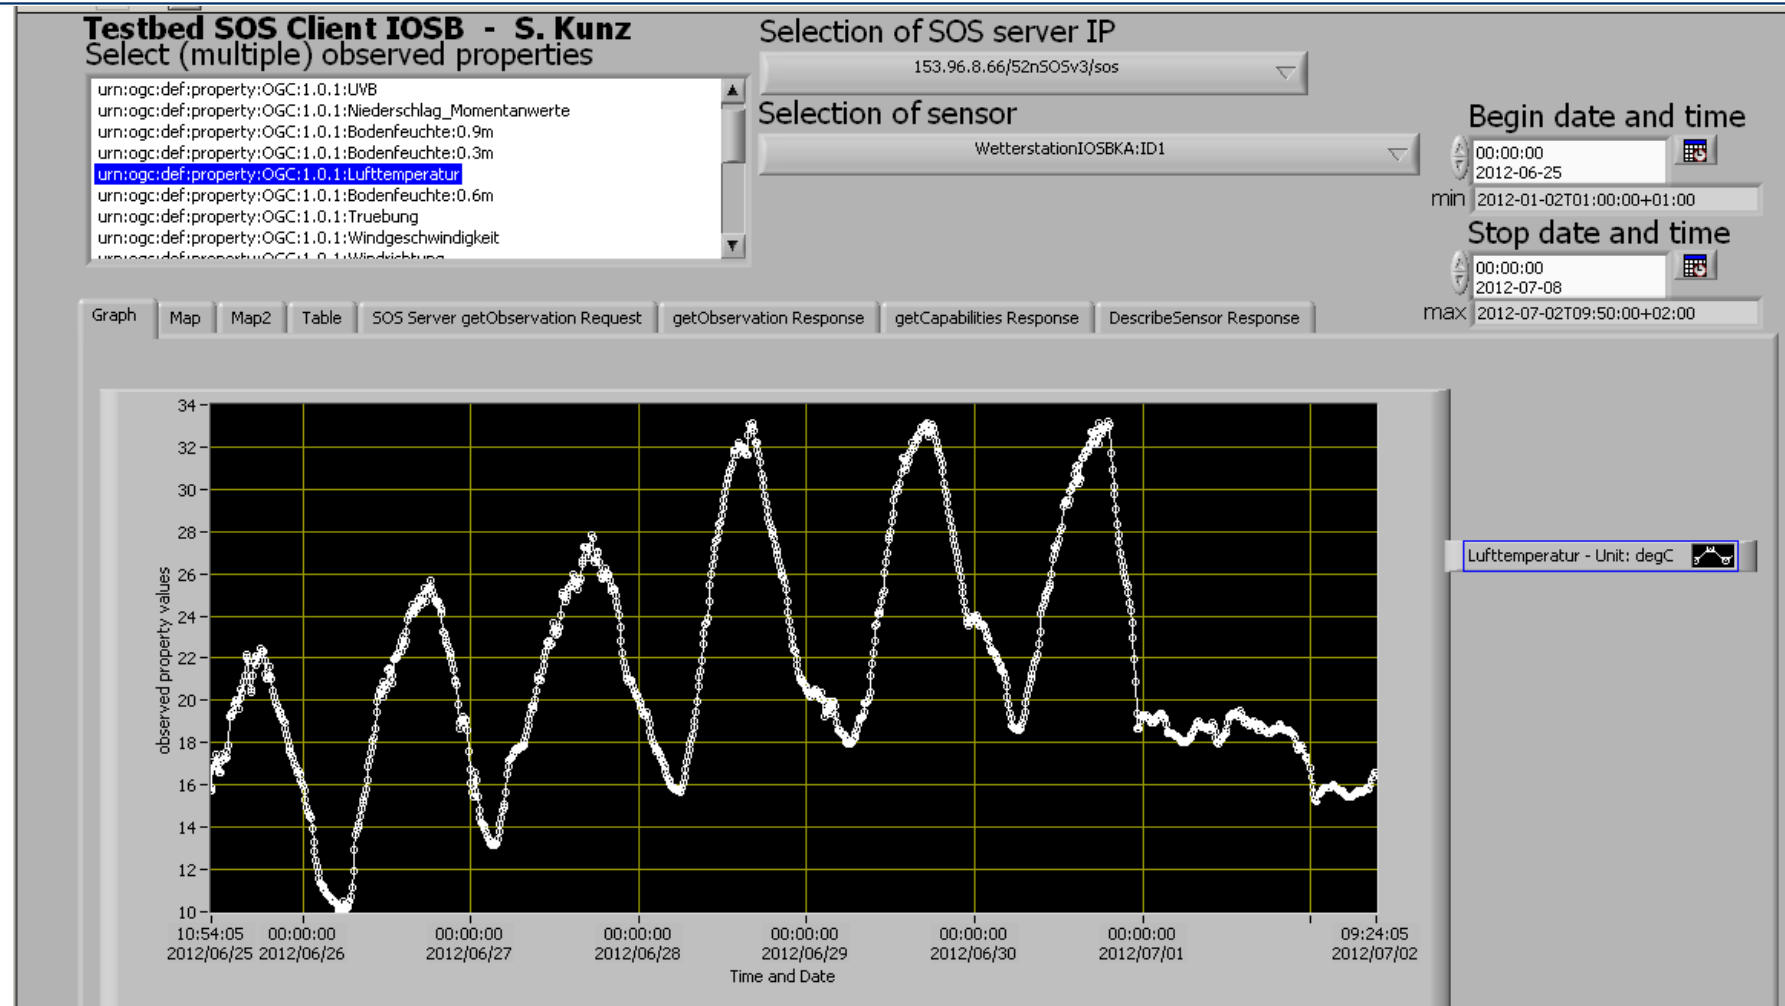 Testbed SOS Client IOSB - S. Kunz
Select (multiple) observed properties
urn:ogc:def:property:OGC:1.0.1:UVB
urn:ogc:def:property:OGC:1.0.1:Niederschlag_Momentanwerte
urn:ogc:def:property:OGC:1.0.1:Bodenfeuchte:0.9m
urn:ogc:def:property:OGC:1.0.1:Bodenfeuchte:0.3m
urn:ogc:def:property:OGC:1.0.1:Lufttemperatur
urn:ogc:def:property:OGC:1.0.1:Bodenfeuchte:0.6m
urn:ogc:def:property:OGC:1.0.1:Truebung
urn:ogc:def:property:OGC:1.0.1:Windgeschwindigkeit
urn:ogc:def:property:OGC:1.0.1:Windrichtung
Selection of SOS server IP
153.96.8.66/52nSOSv3/sos
Selection of sensor
WetterstationIOSBKA:ID1
Begin date and time
00:00:00
2012-06-25
min 2012-01-02T01:00:00+01:00
Stop date and time
00:00:00
2012-07-08
max 2012-07-02T09:50:00+02:00
Graph Map Map2 Table SOS Server getObservation Request getObservation Response getCapabilities Response DescribeSensor Response
34
32
30
28
26
24
22
20
18
16
14
12
10
observed property values
10:54:05 00:00:00 00:00:00 00:00:00 00:00:00 00:00:00 00:00:00 09:24:05
2012/06/25 2012/06/26 2012/06/27 2012/06/28 2012/06/29 2012/06/30 2012/07/01 2012/07/02
Time and Date
Lufttemperatur - Unit: degC